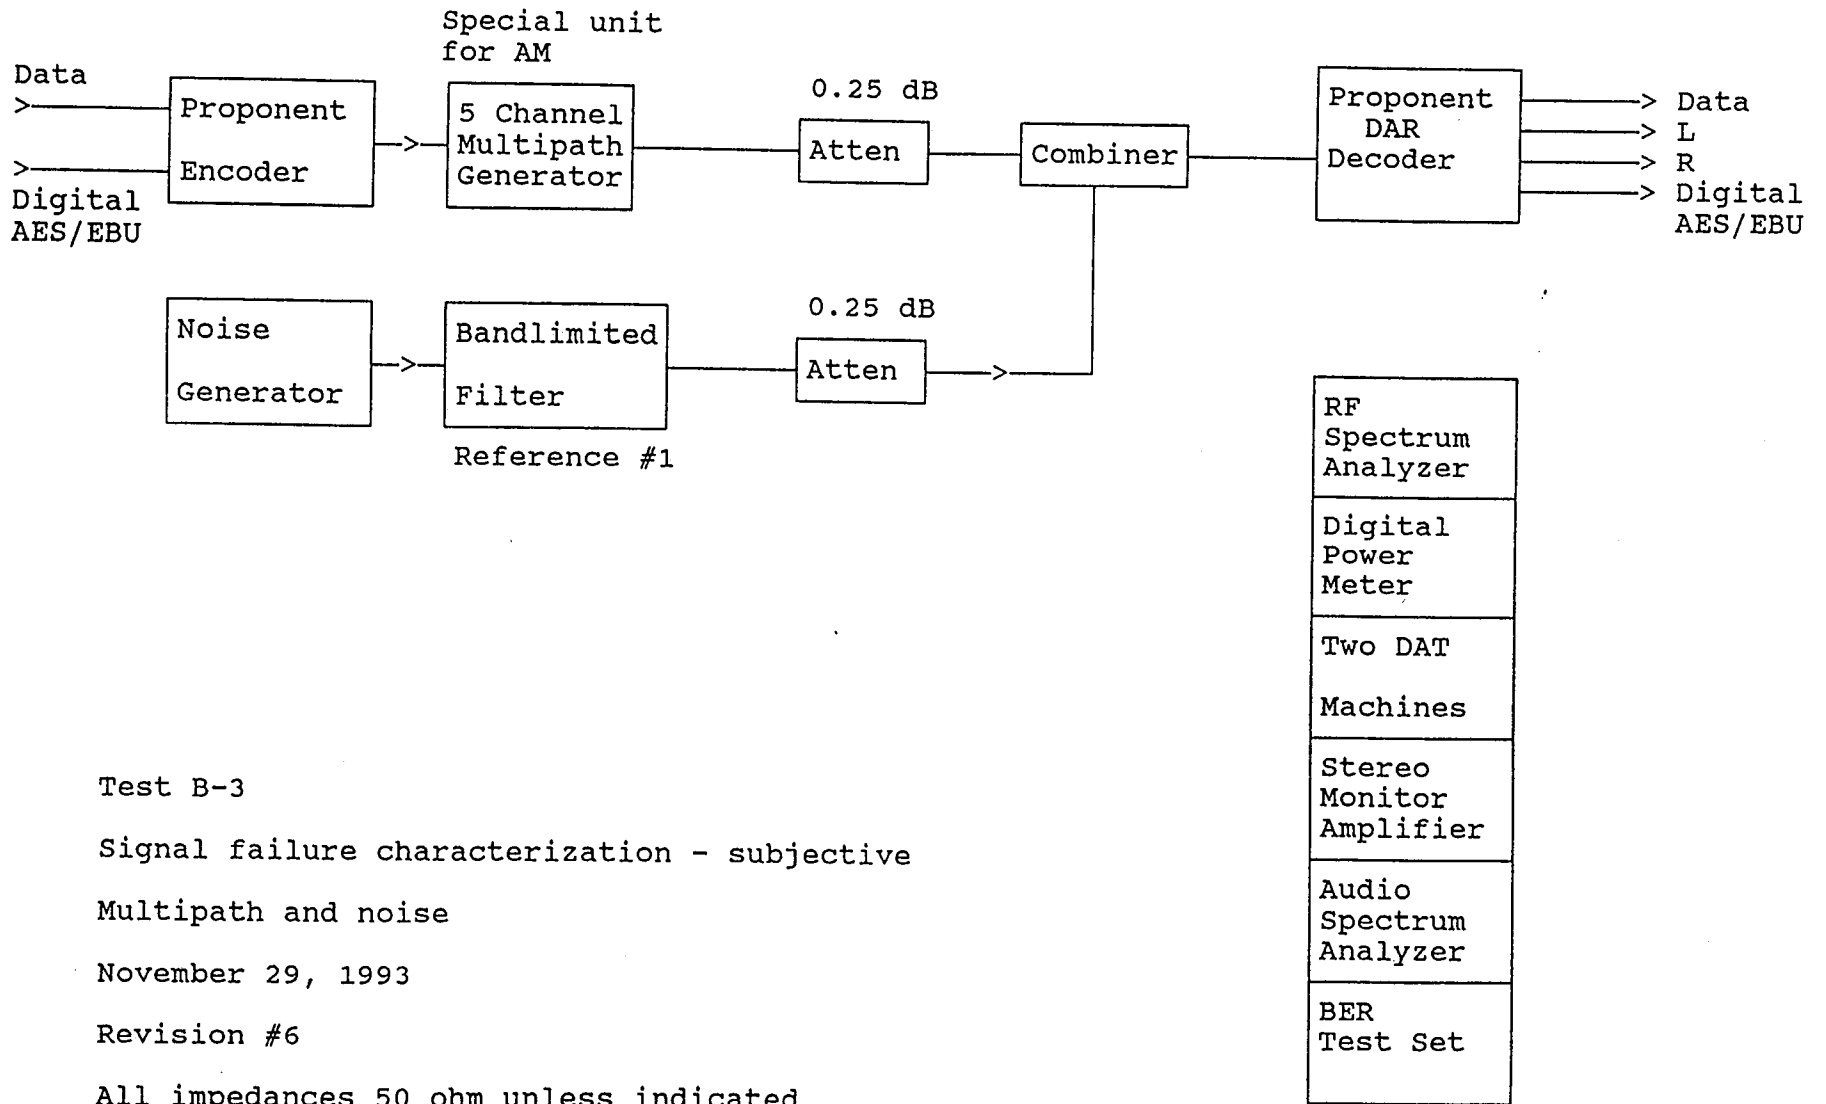 Special unit
for AM
Data
Digital
AES/EBU
Proponent
Encoder
5 Channel
Multipath
Generator
0.25 dB
Atten
Combiner
Proponent
DAR
Decoder
Data
L
R
Digital
AES/EBU
Noise
Generator
Bandlimited
Filter
Reference #1
0.25 dB
Atten
RF
Spectrum
Analyzer
Digital
Power
Meter
Two DAT
Machines
Stereo
Monitor
Amplifier
Audio
Spectrum
Analyzer
BER
Test Set
Test B-3
Signal failure characterization - subjective
Multipath and noise
November 29, 1993
Revision #6
All impedances 50 ohm unless indicated